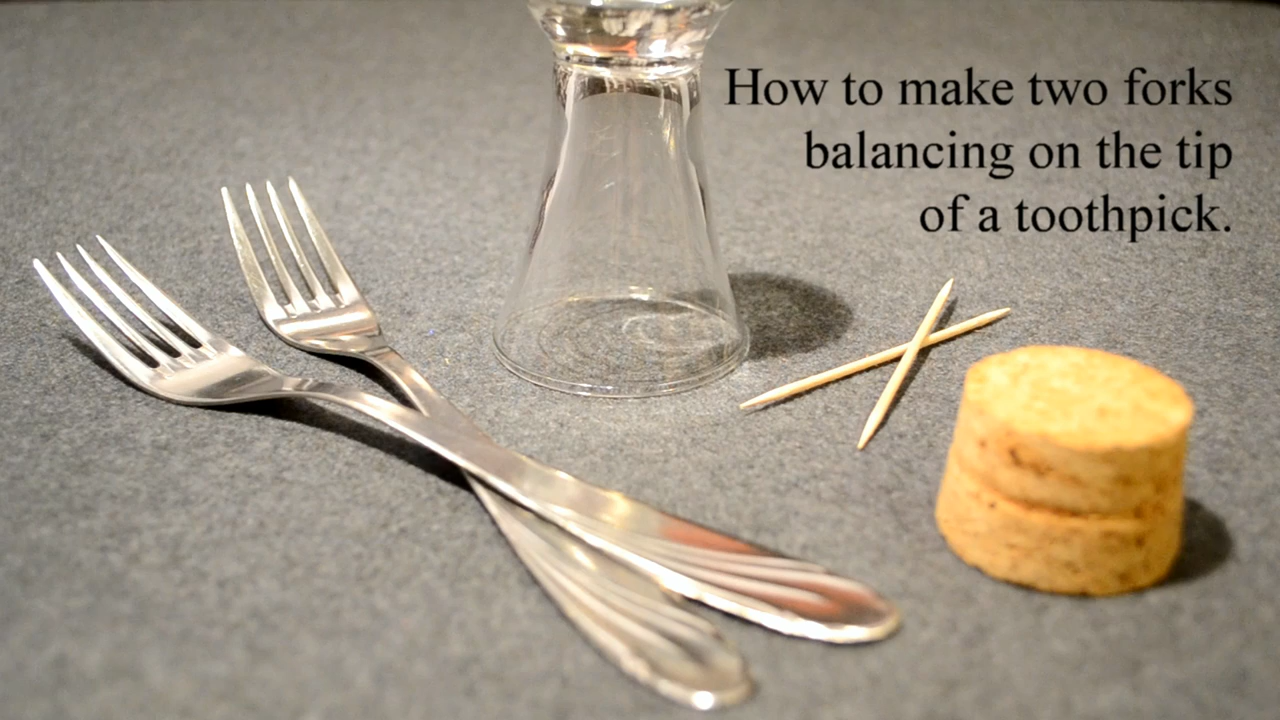 How to make two forks
balancing on the tip
of a toothpick.